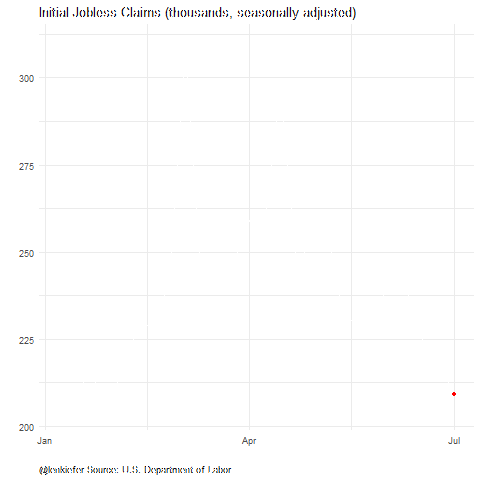 Initial Jobless Claims (thousands, seasonally adjusted)
300
275
250
225
200
Jan Apr Jul
@lenkiefer Source: U.S. Department of Labor